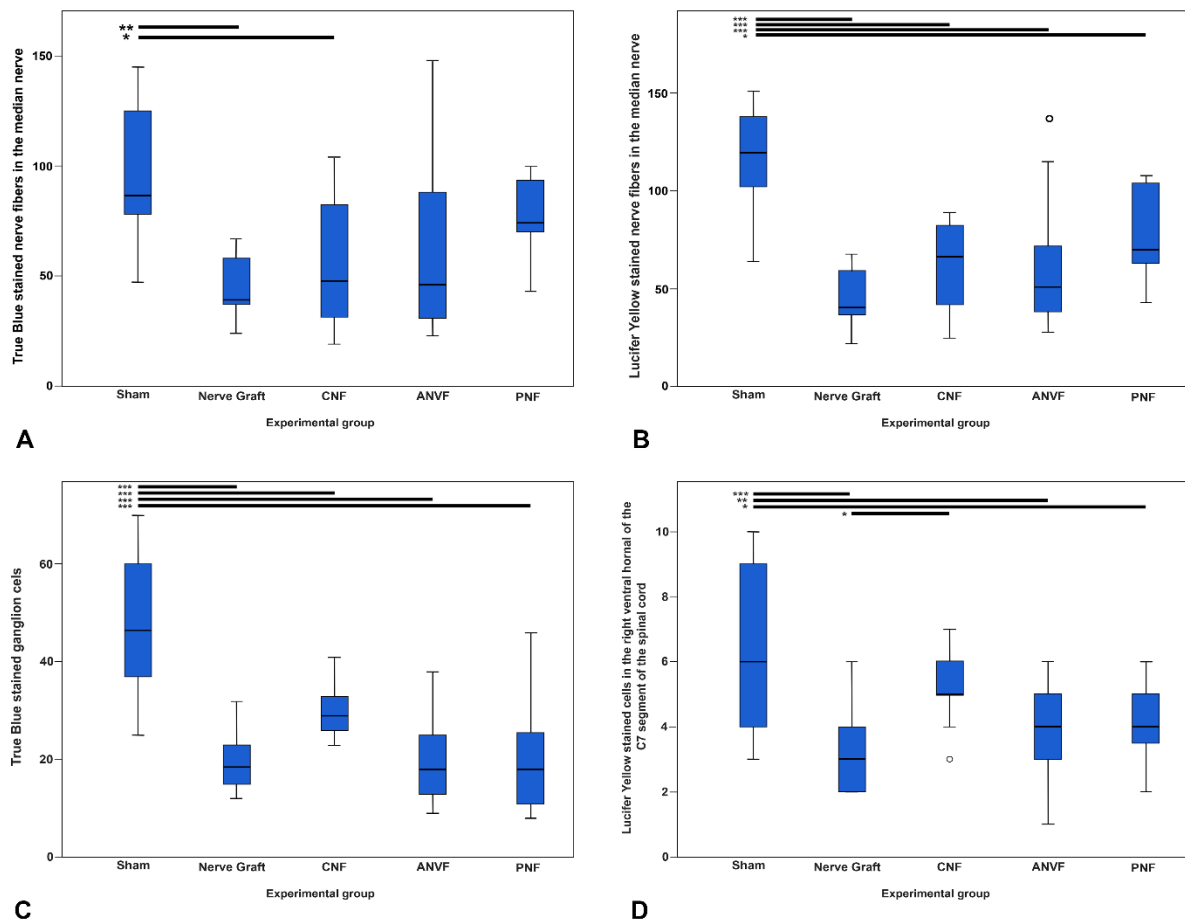 True Blue stained nerve fibers in the median nerve
**
*
150
100
50
0
Sham
Nerve Graft
CNF
ANVF
PNF
Experimental group
A
Lucifer Yellow stained nerve fibers in the median nerve
***
***
***
*
150
100
50
0
Sham
Nerve Graft
CNF
ANVF
PNF
Experimental group
B
True Blue stained ganglion cels
***
***
***
***
60
40
20
0
Sham
Nerve Graft
CNF
ANVF
PNF
Experimental group
C
Lucifer Yellow stained cells in the right ventral hornal of the
C7 segment of the spinal cord
***
**
*
*
10
8
6
4
2
0
Sham
Nerve Graft
CNF
ANVF
PNF
Experimental group
D